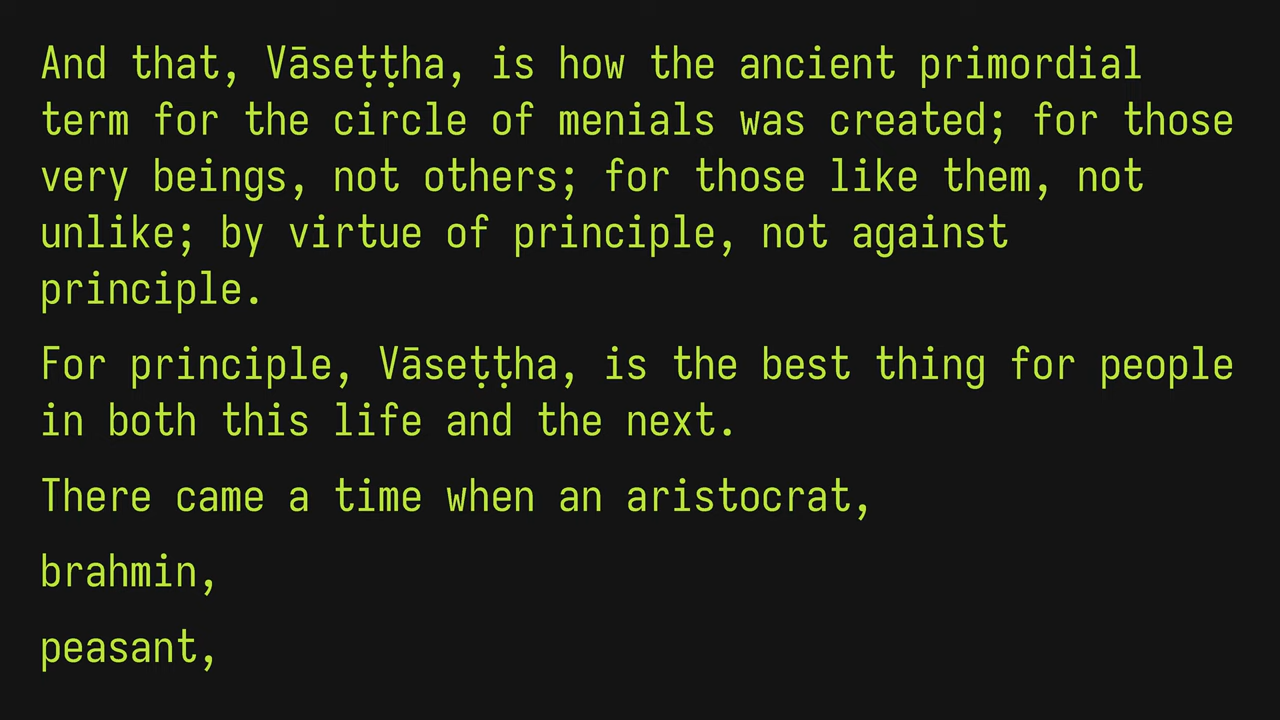 And that, Vāseṭṭha, is how the ancient primordial
term for the circle of menials was created; for those
very beings, not others; for those like them, not
unlike; by virtue of principle, not against
principle.
For principle, Vāseṭṭha, is the best thing for people
in both this life and the next.
There came a time when an aristocrat,
brahmin,
peasant,